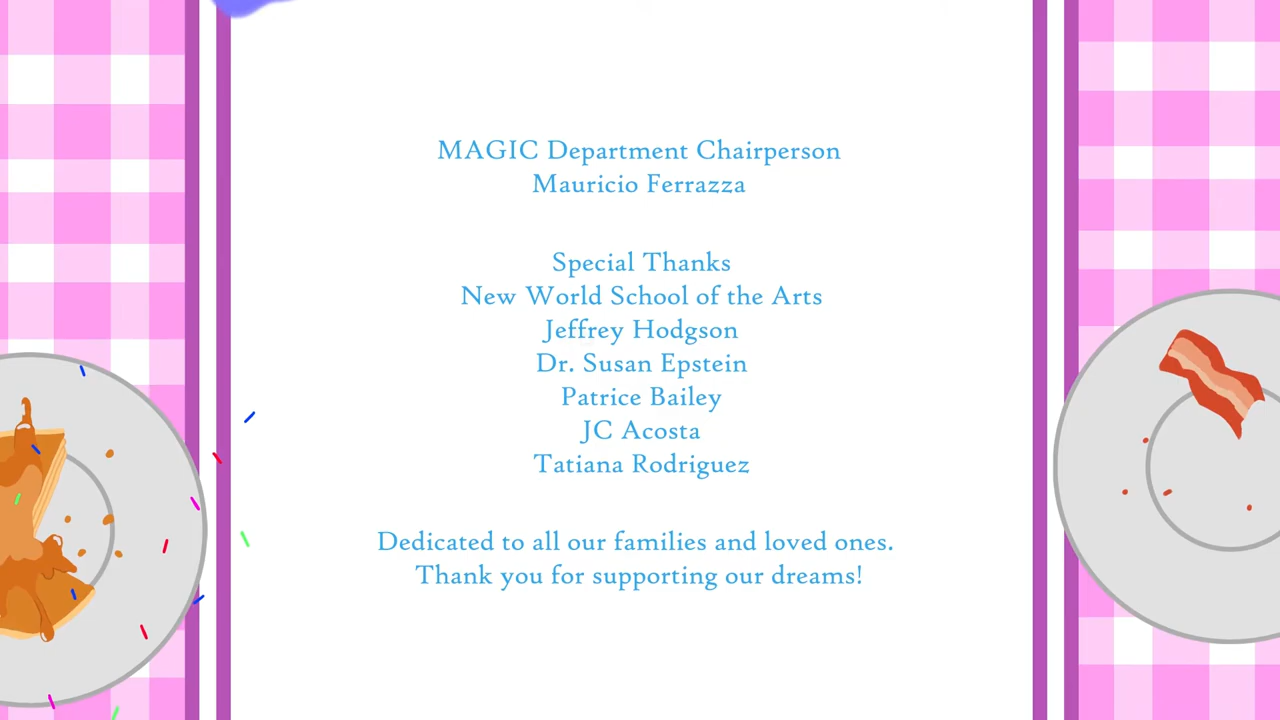 MAGIC Department Chairperson
Mauricio Ferrazza
Special Thanks
New World School of the Arts
Jeffrey Hodgson
Dr. Susan Epstein
Patrice Bailey
JC Acosta
Tatiana Rodriguez
Dedicated to all our families and loved ones.
Thank you for supporting our dreams!